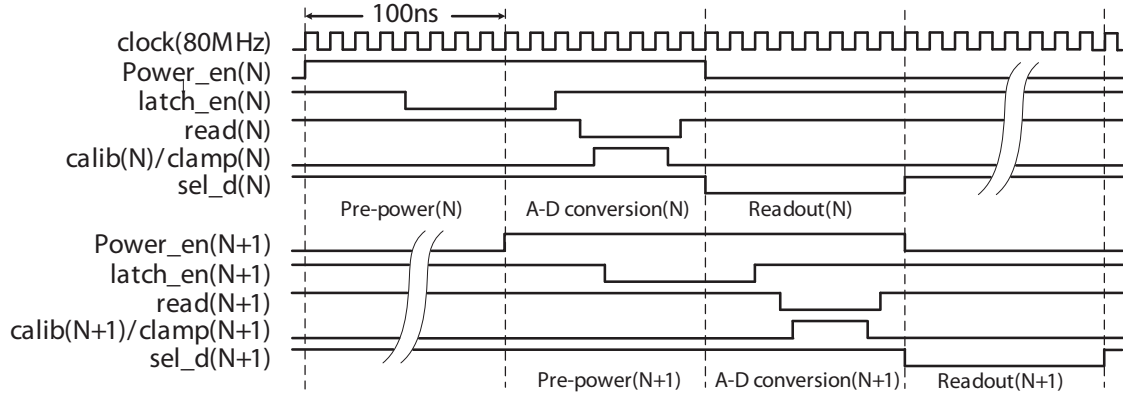 100ns
clock(80MHz)
Power_en(N)
latch_en(N)
read(N)
calib(N)/clamp(N)
sel_d(N)
Pre-power(N) A-D conversion(N) Readout(N)
Power_en(N+1)
latch_en(N+1)
read(N+1)
calib(N+1)/clamp(N+1)
sel_d(N+1)
Pre-power(N+1) A-D conversion(N+1) Readout(N+1)